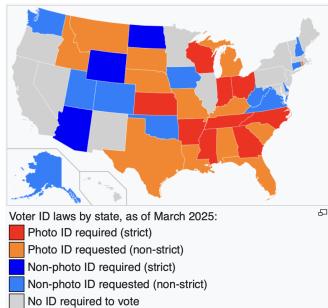 Voter ID laws by state, as of March 2025:
Photo ID required (strict)
Photo ID requested (non-strict)
Non-photo ID required (strict)
Non-photo ID requested (non-strict)
No ID required to vote